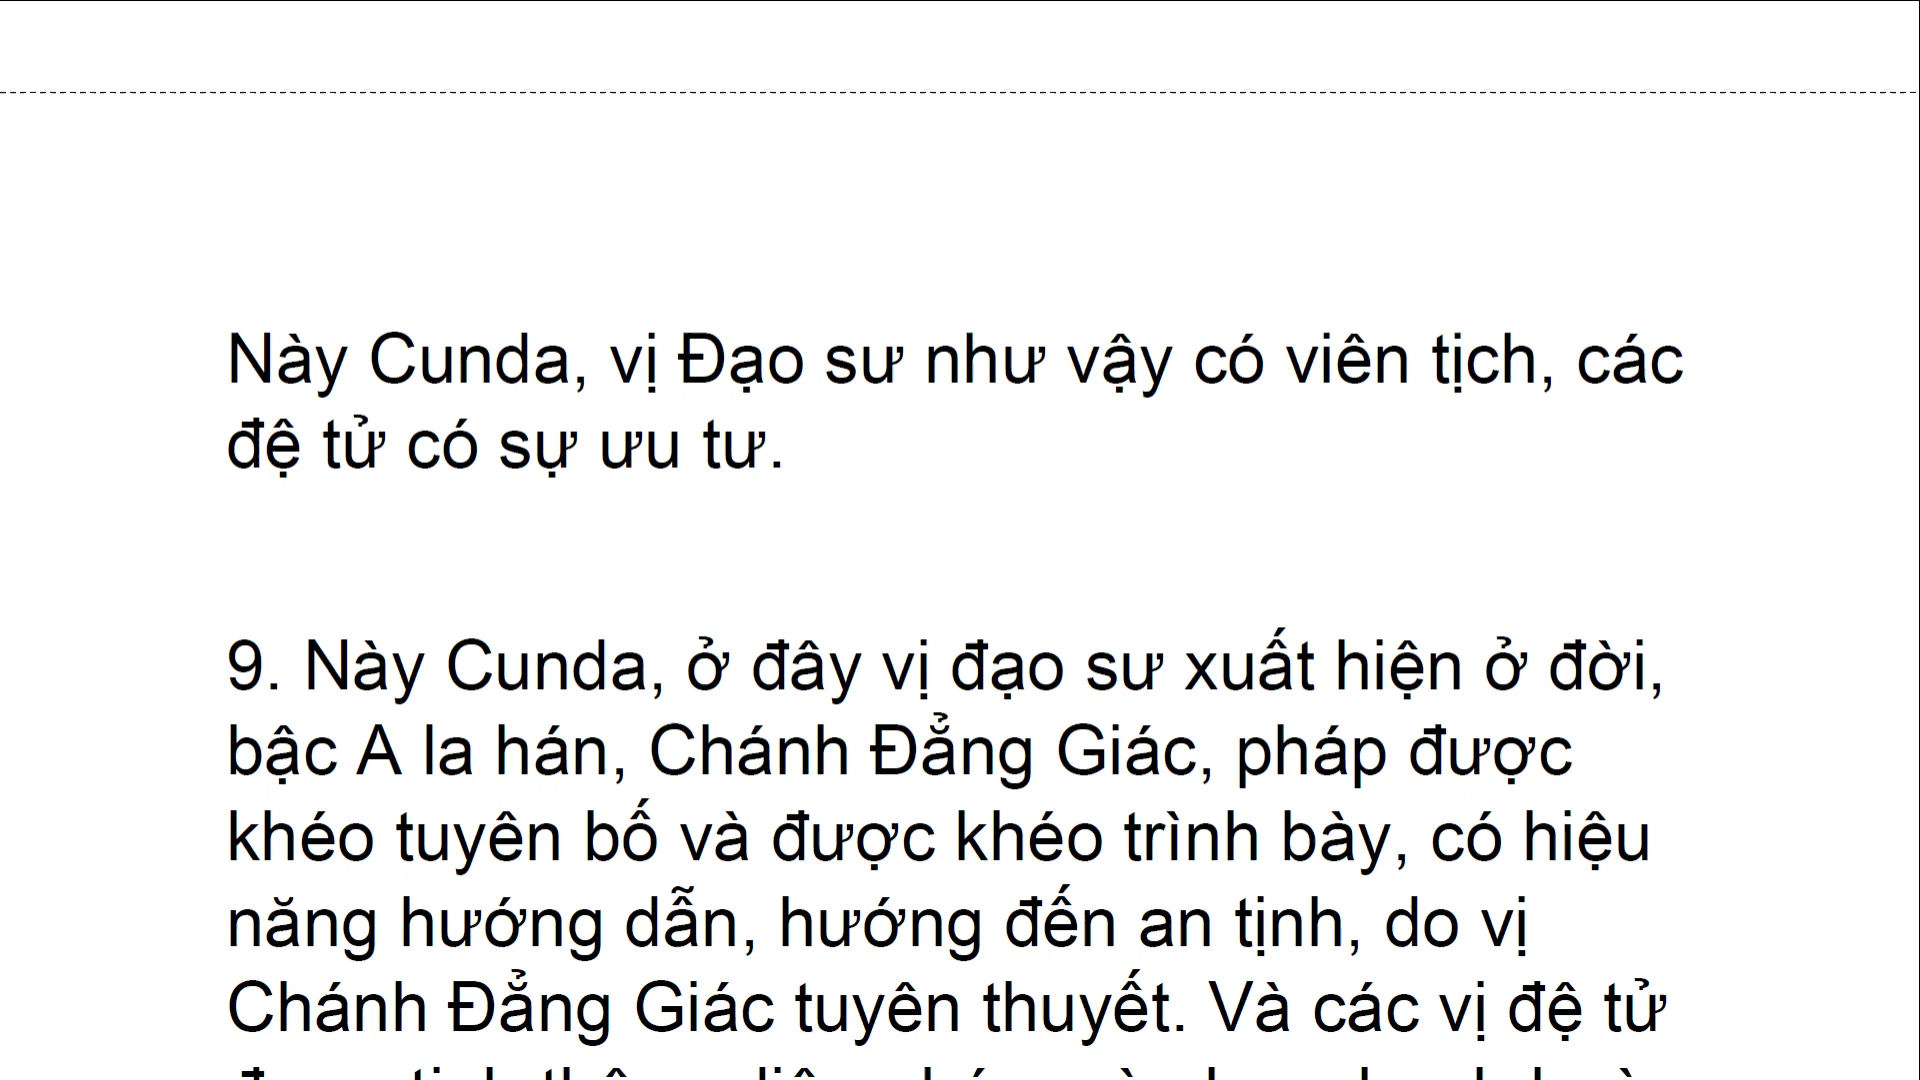 Này Cunda, vị Đạo sư như vậy có viên tịch, các
đệ tử có sự ưu tư.
9. Này Cunda, ở đây vị đạo sư xuất hiện ở đời,
bậc A la hán, Chánh Đẳng Giác, pháp được
khéo tuyên bố và được khéo trình bày, có hiệu
năng hướng dẫn, hướng đến an tịnh, do vị
Chánh Đẳng Giác tuyên thuyết. Và các vị đệ tử